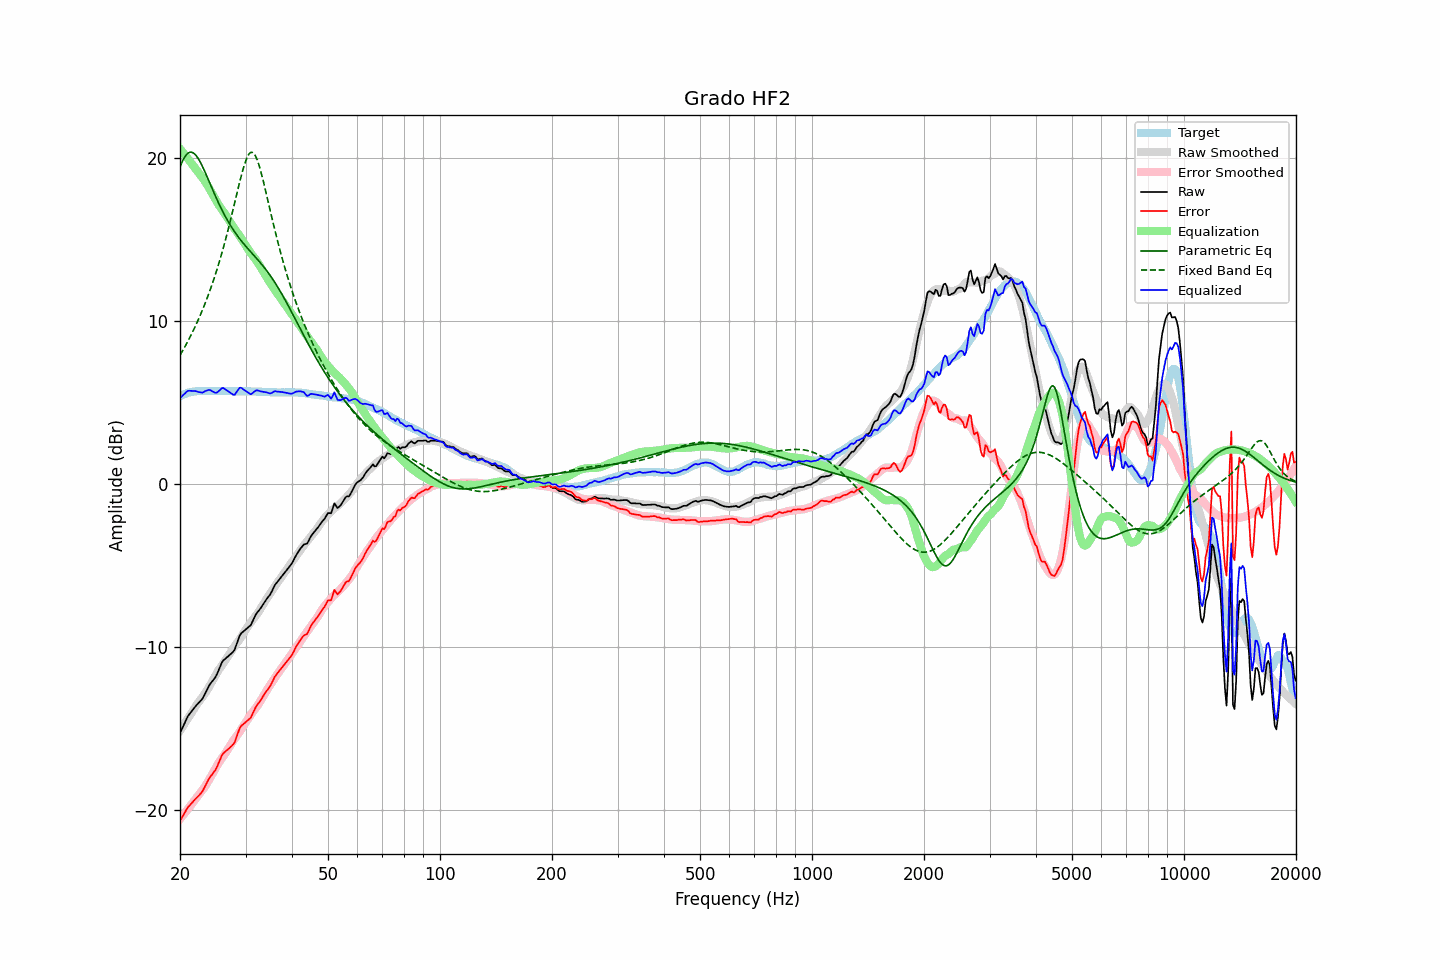 Grado HF2
Target
Raw Smoothed
Error Smoothed
Raw
Error
Equalization
Parametric Eq
Fixed Band Eq
Equalized
20
10
0
−10
−20
Amplitude (dBr)
20
50
100
200
500
1000
2000
5000
10000
20000
Frequency (Hz)